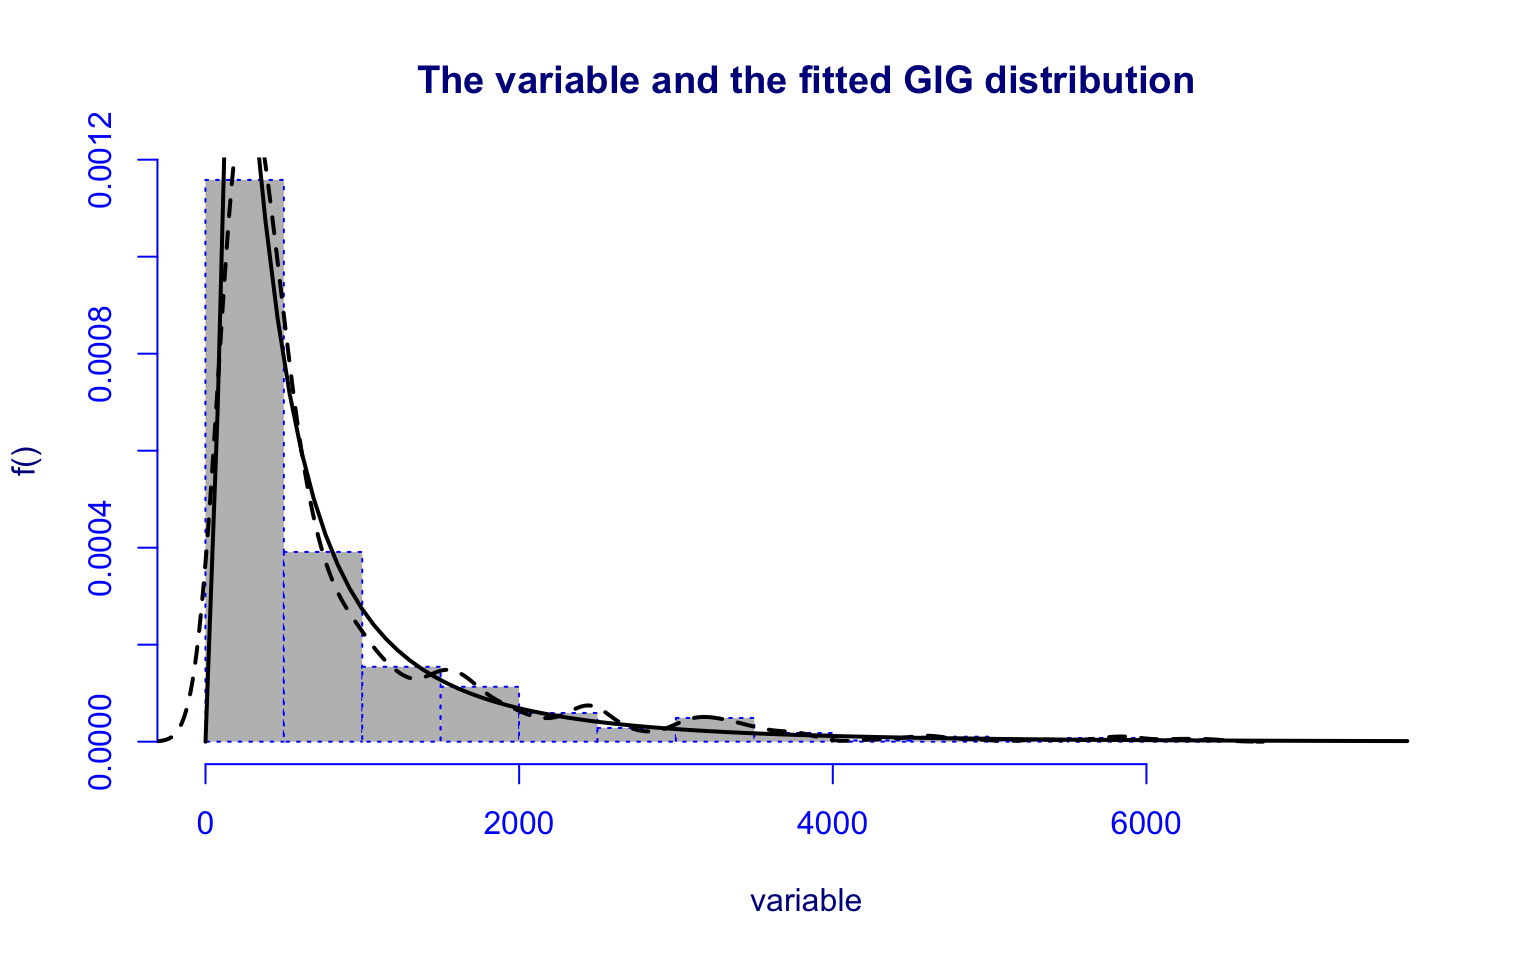 The variable and the fitted GIG distribution
0.0012
0.0008
0.0004
0.0000
f()
0 2000 4000 6000
variable